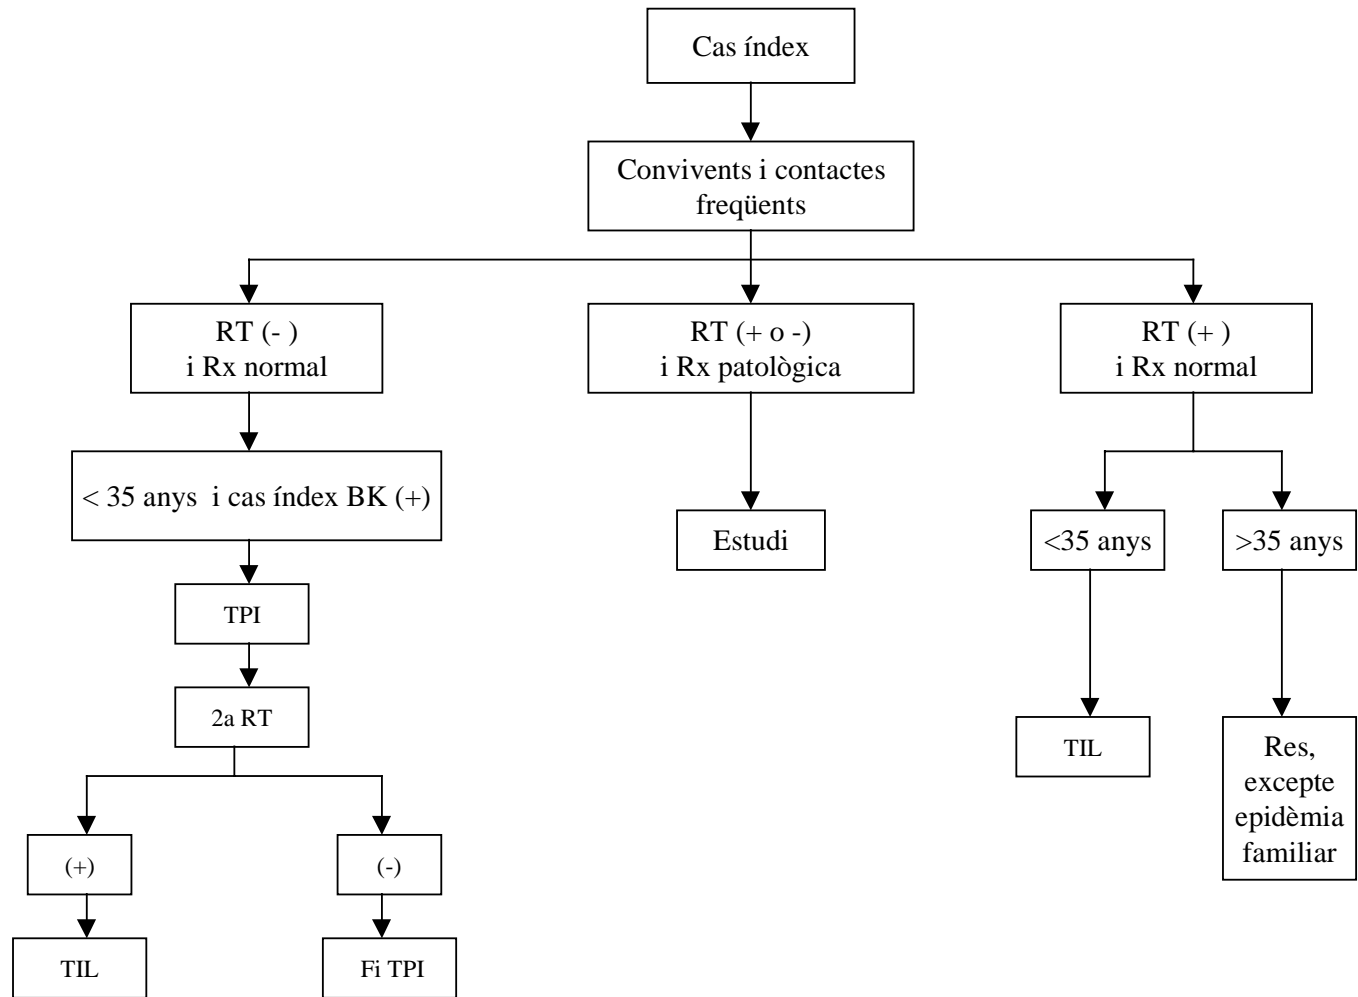 Cas índex
Convivents i contactes
freqüents
RT (- )
i Rx normal
RT (+ o -)
i Rx patològica
RT (+ )
i Rx normal
< 35 anys  i cas índex BK (+)
Estudi
<35 anys
>35 anys
TPI
2a RT
TIL
Res,
excepte
epidèmia
familiar
(+)
(-)
TIL
Fi TPI